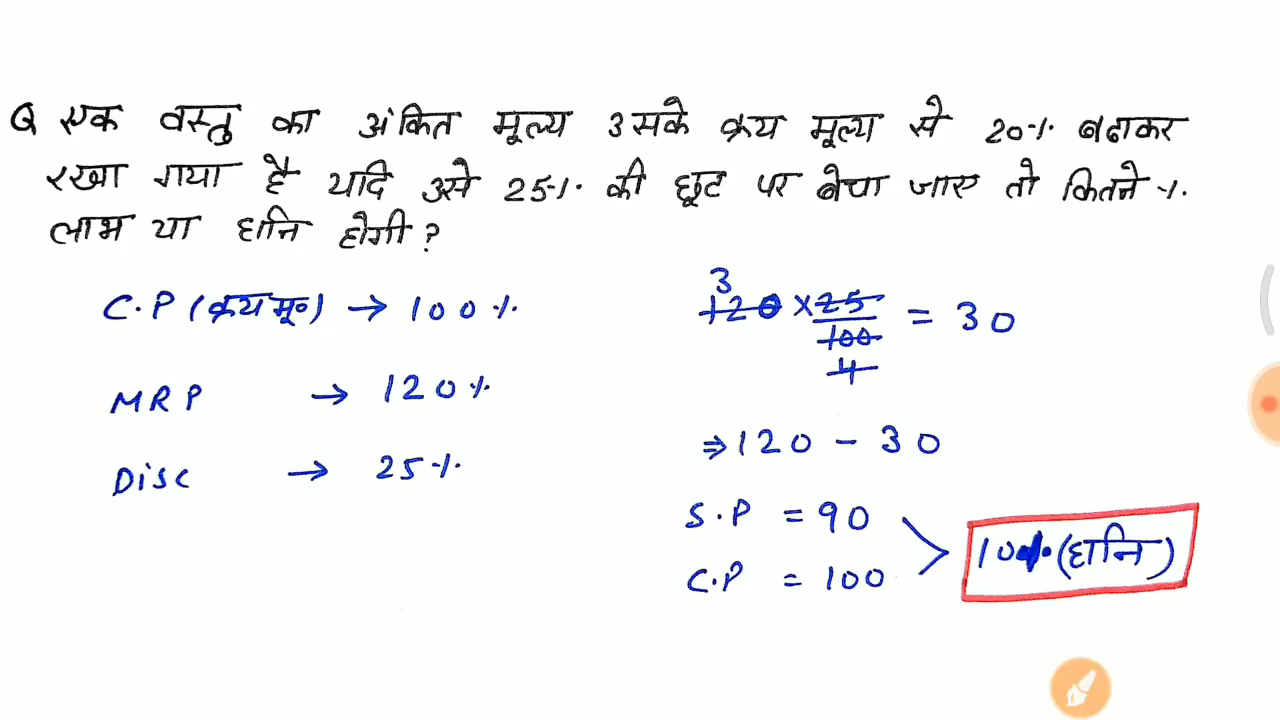 Q एक वस्तु का अंकित मूल्य उसके क्रय मूल्य से 20% बढाकर
रखा गया है यदि उसे 25% की छूट पर बेचा जाए तो कितने %
लाभ या हानि होगी?
C.P (क्रय मू०) → 100%
MRP → 120%
Disc → 25%
3
120 × 25/100 = 30
4
⇒ 120 - 30
S.P = 90
C.P = 100
10% (हानि)